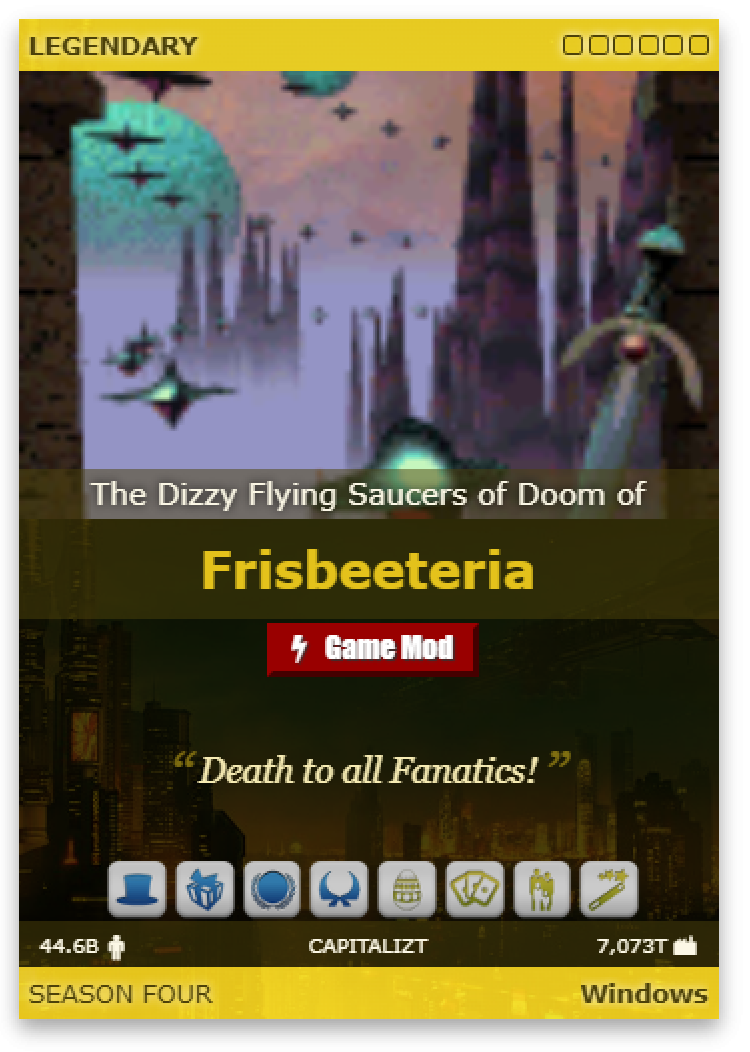 LEGENDARY
The Dizzy Flying Saucers of Doom of
Frisbeeteria
Game Mod
“Death to all Fanatics!”
44.6B CAPITALIZT 7,073T
SEASON FOUR Windows